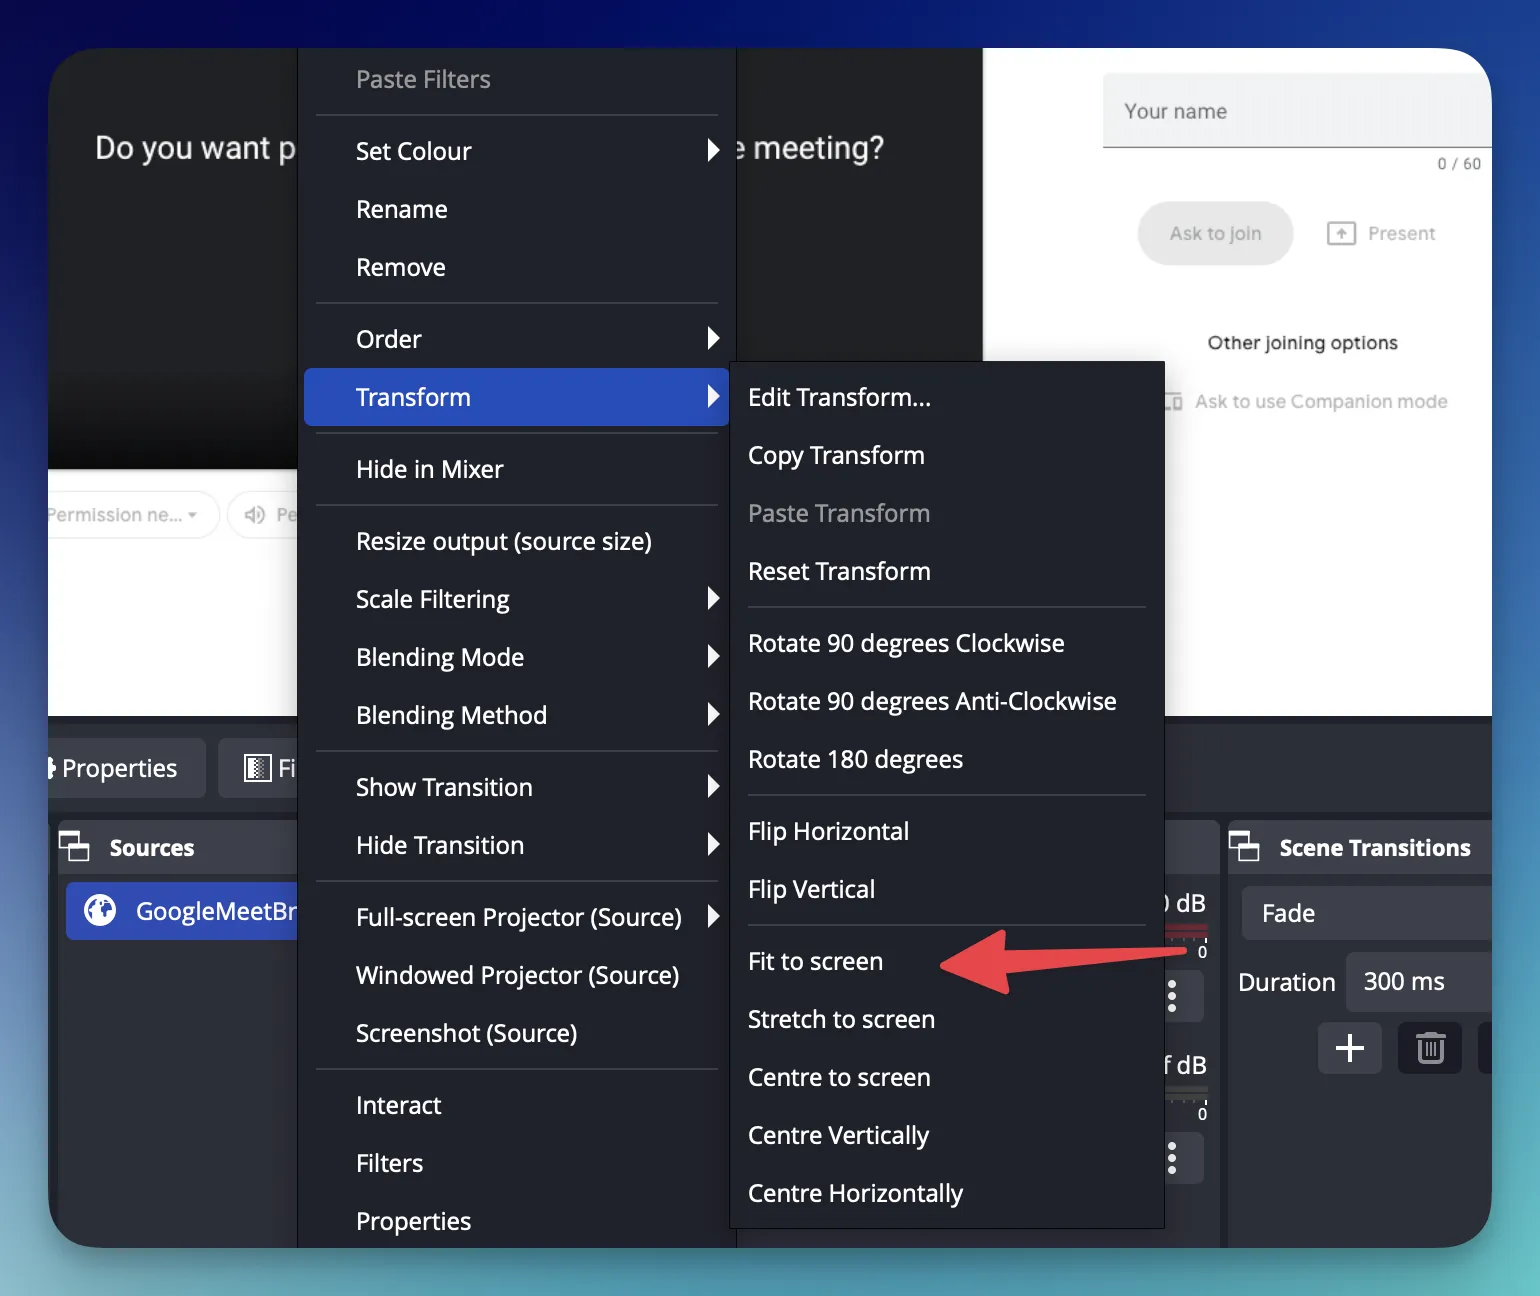 Paste Filters
Set Colour
Rename
Remove
Order
Transform
Hide in Mixer
Resize output (source size)
Scale Filtering
Blending Mode
Blending Method
Show Transition
Hide Transition
Full-screen Projector (Source)
Windowed Projector (Source)
Screenshot (Source)
Interact
Filters
Properties
Edit Transform...
Copy Transform
Paste Transform
Reset Transform
Rotate 90 degrees Clockwise
Rotate 90 degrees Anti-Clockwise
Rotate 180 degrees
Flip Horizontal
Flip Vertical
Fit to screen
Stretch to screen
Centre to screen
Centre Vertically
Centre Horizontally
Do you want p
e meeting?
Your name
0 / 60
Ask to join
Present
Other joining options
Ask to use Companion mode
Permission ne...
Pe
Properties
Fi
Sources
GoogleMeetBr
dB
0
f dB
0
Scene Transitions
Fade
Duration
300 ms